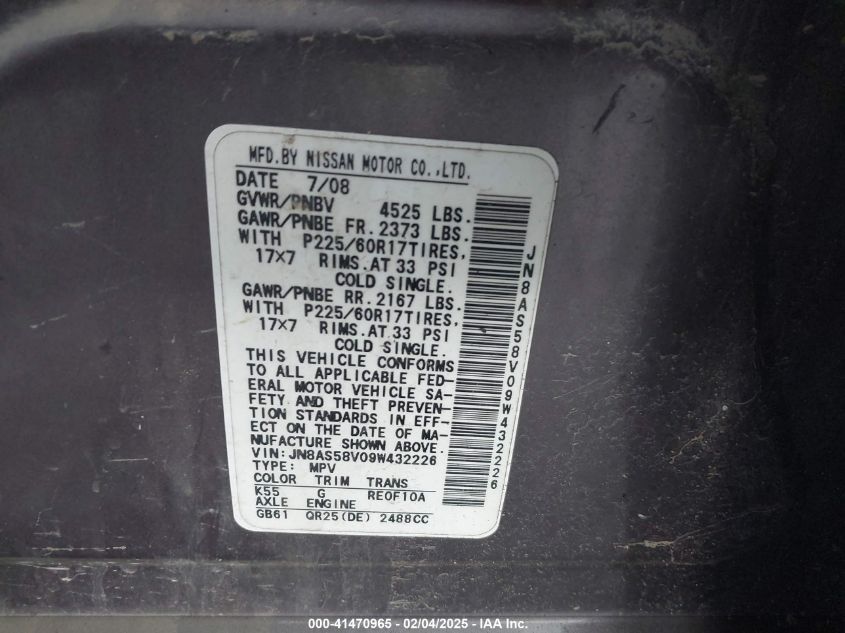 MFD.BY NISSAN MOTOR CO.,LTD.
DATE 7/08
GVWR/PNBV 4525 LBS.
GAWR/PNBE FR. 2373 LBS.
WITH P225/60R17TIRES,
17×7 RIMS.AT 33 PSI
COLD SINGLE.
GAWR/PNBE RR. 2167 LBS.
WITH P225/60R17TIRES,
17×7 RIMS.AT 33 PSI
COLD SINGLE.
THIS VEHICLE CONFORMS
TO ALL APPLICABLE FED-
ERAL MOTOR VEHICLE SA-
FETY AND THEFT PREVEN-
TION STANDARDS IN EFF-
ECT ON THE DATE OF MA-
NUFACTURE SHOWN ABOVE.
VIN:JN8AS58V09W432226
TYPE: MPV
COLOR TRIM TRANS
K55 G RE0F10A
AXLE ENGINE
GB61 QR25(DE) 2488CC
JN8AS58V09W432226
000-41470965 - 02/04/2025 - IAA Inc.